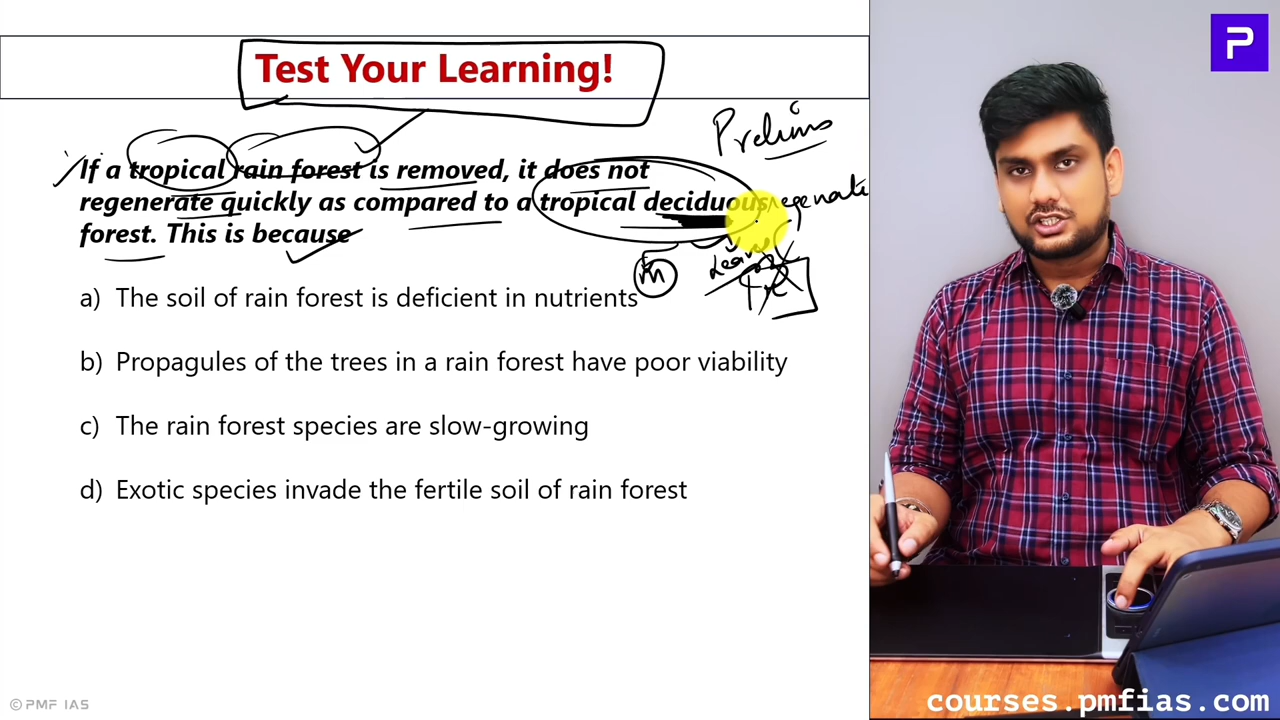 P
Test Your Learning!
Prelims
If a tropical rain forest is removed, it does not
regenerate quickly as compared to a tropical deciduous
forest. This is because
a) The soil of rain forest is deficient in nutrients
b) Propagules of the trees in a rain forest have poor viability
c) The rain forest species are slow-growing
d) Exotic species invade the fertile soil of rain forest
© PMF IAS
courses.pmfias.com